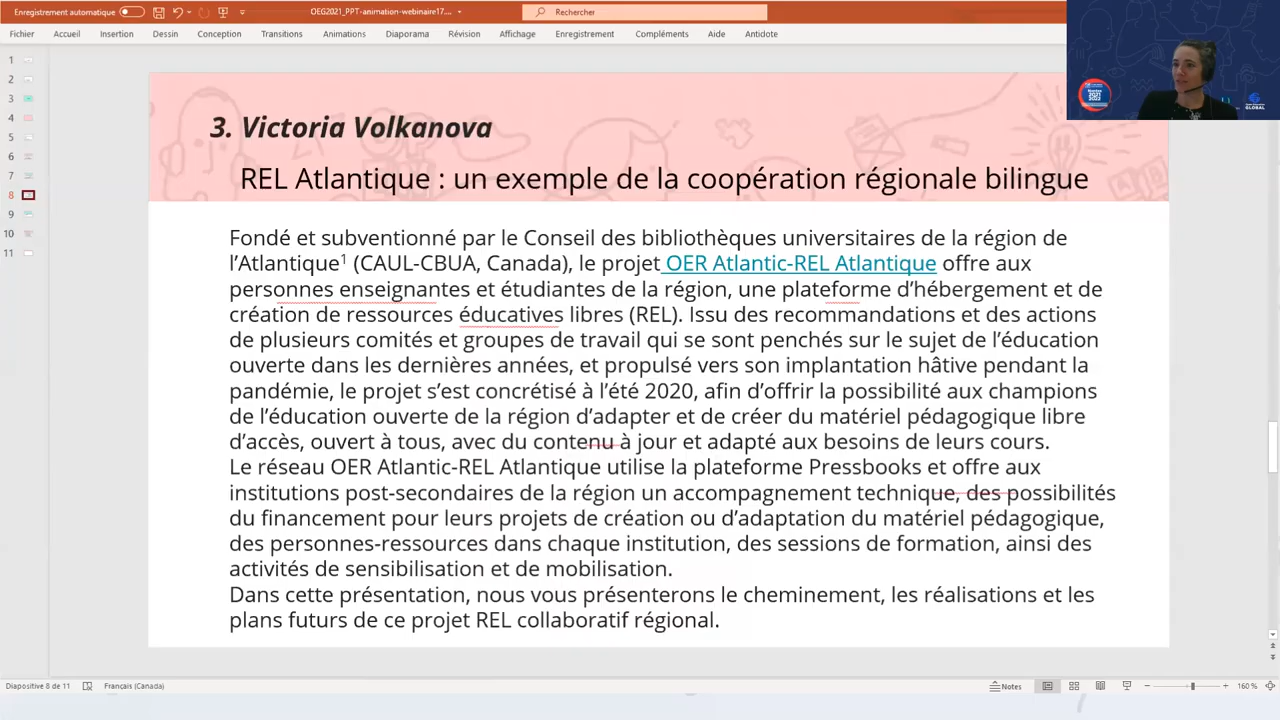 Enregistrement automatique
OEG2021_PPT-animation-webinaire17....
Rechercher
Fichier Accueil Insertion Dessin Conception Transitions Animations Diaporama Révision Affichage Enregistrement Compléments Aide Antidote
1
2
3
4
5
6
7
8
9
10
11
3. Victoria Volkanova
REL Atlantique : un exemple de la coopération régionale bilingue
Fondé et subventionné par le Conseil des bibliothèques universitaires de la région de
l’Atlantique¹ (CAUL-CBUA, Canada), le projet OER Atlantic-REL Atlantique offre aux
personnes enseignantes et étudiantes de la région, une plateforme d’hébergement et de
création de ressources éducatives libres (REL). Issu des recommandations et des actions
de plusieurs comités et groupes de travail qui se sont penchés sur le sujet de l’éducation
ouverte dans les dernières années, et propulsé vers son implantation hâtive pendant la
pandémie, le projet s’est concrétisé à l’été 2020, afin d’offrir la possibilité aux champions
de l’éducation ouverte de la région d’adapter et de créer du matériel pédagogique libre
d’accès, ouvert à tous, avec du contenu à jour et adapté aux besoins de leurs cours.
Le réseau OER Atlantic-REL Atlantique utilise la plateforme Pressbooks et offre aux
institutions post-secondaires de la région un accompagnement technique, des possibilités
du financement pour leurs projets de création ou d’adaptation du matériel pédagogique,
des personnes-ressources dans chaque institution, des sessions de formation, ainsi des
activités de sensibilisation et de mobilisation.
Dans cette présentation, nous vous présenterons le cheminement, les réalisations et les
plans futurs de ce projet REL collaboratif régional.
Diapositive 8 de 11 Français (Canada) Notes 160 %
GLOBAL